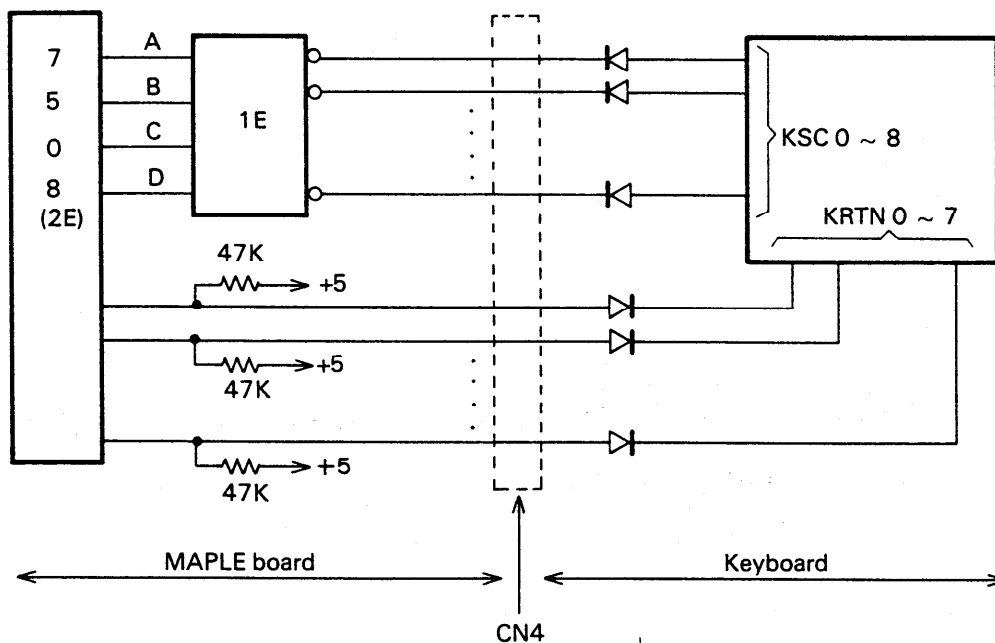 7
5
0
8
(2E)
A
B
C
D
1E
KSC 0 ~ 8
KRTN 0 ~ 7
47K
+5
+5
47K
+5
47K
MAPLE board
Keyboard
CN4